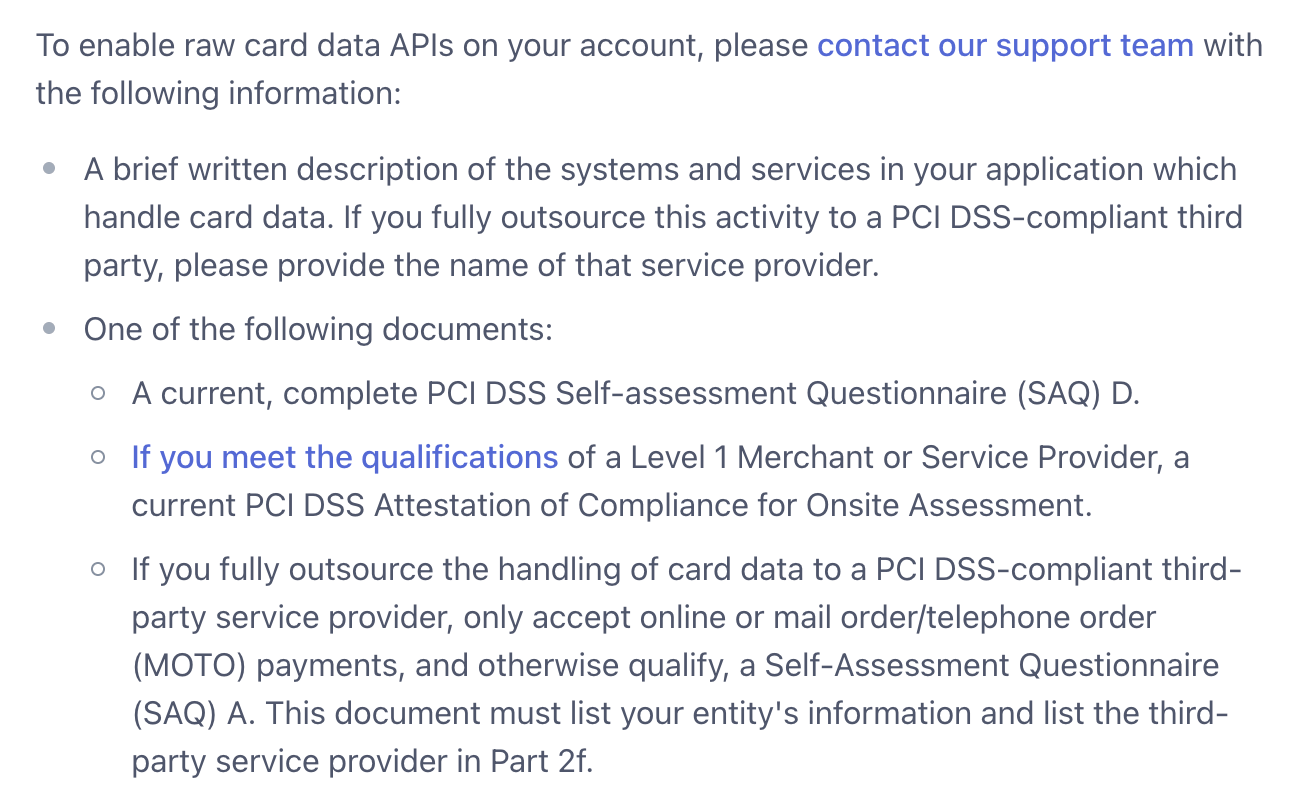 To enable raw card data APIs on your account, please contact our support team with
the following information:
A brief written description of the systems and services in your application which
handle card data. If you fully outsource this activity to a PCI DSS-compliant third
party, please provide the name of that service provider.
One of the following documents:
A current, complete PCI DSS Self-assessment Questionnaire (SAQ) D.
If you meet the qualifications of a Level 1 Merchant or Service Provider, a
current PCI DSS Attestation of Compliance for Onsite Assessment.
If you fully outsource the handling of card data to a PCI DSS-compliant third-
party service provider, only accept online or mail order/telephone order
(MOTO) payments, and otherwise qualify, a Self-Assessment Questionnaire
(SAQ) A. This document must list your entity's information and list the third-
party service provider in Part 2f.